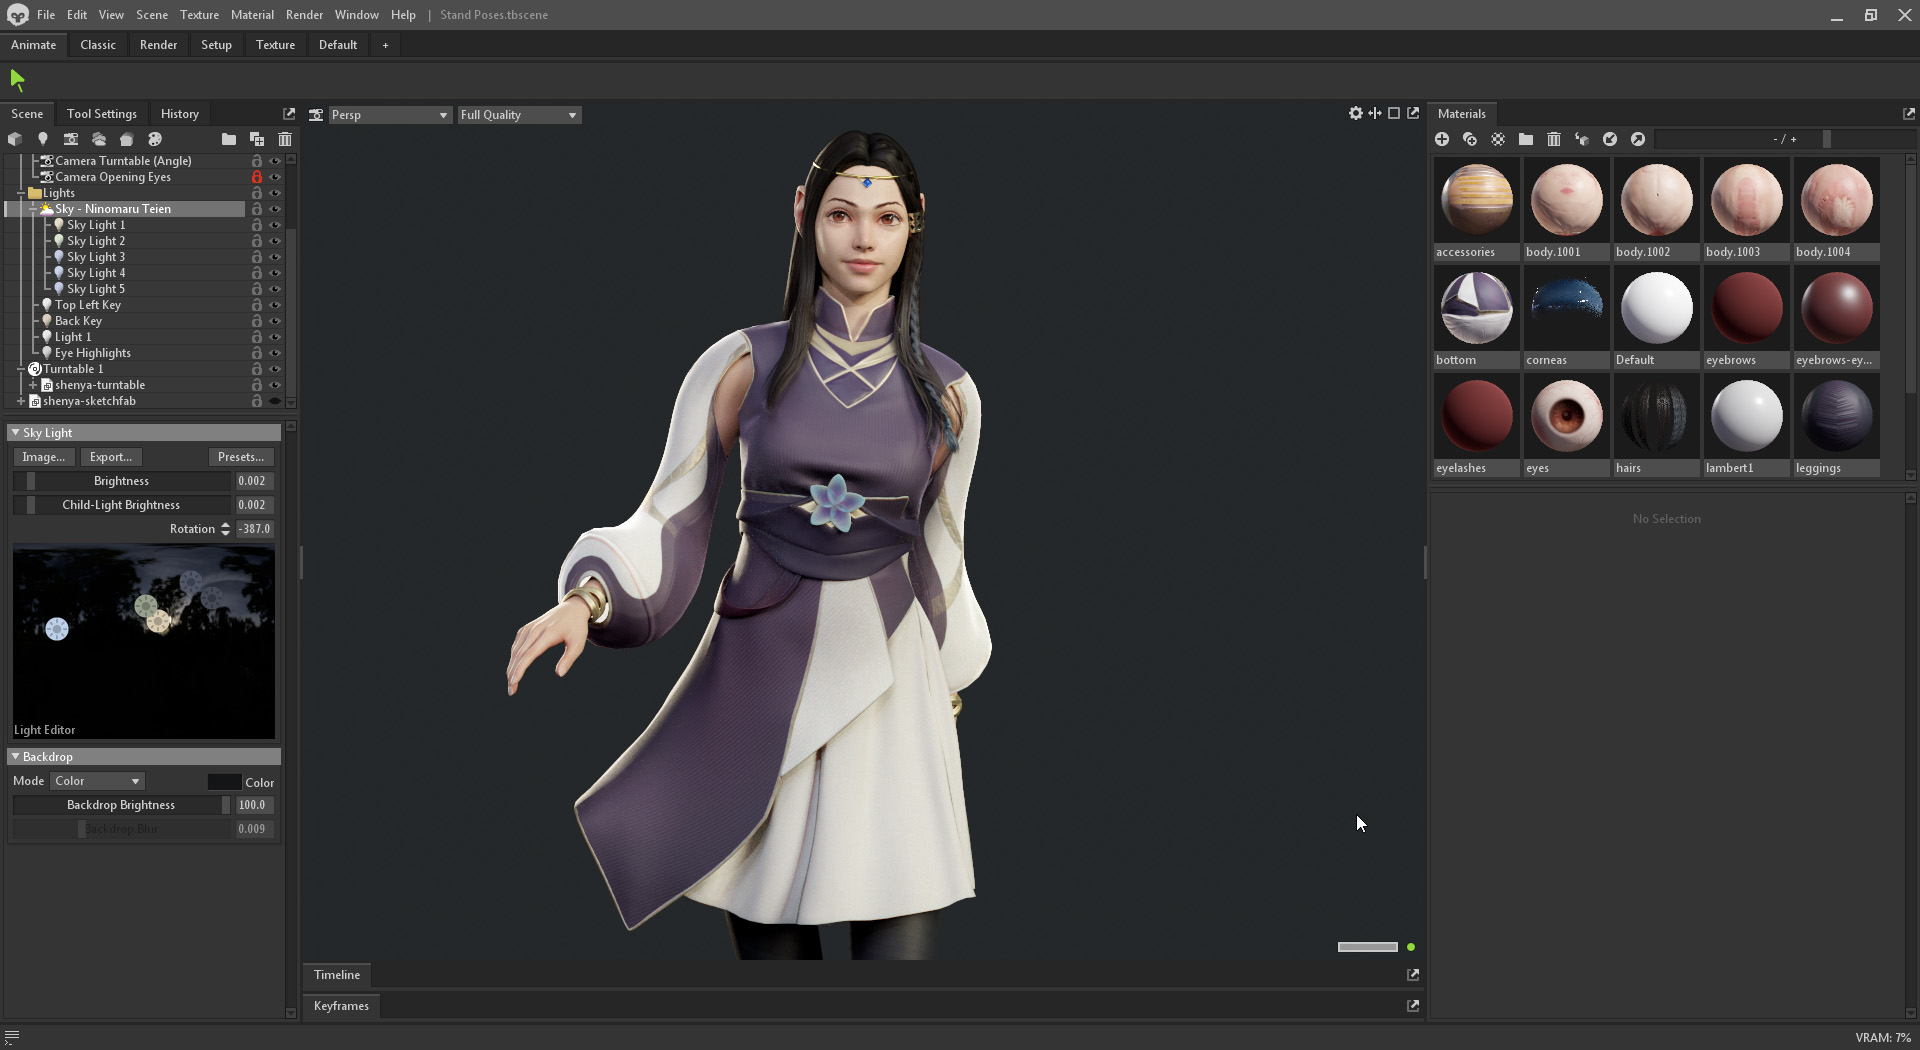 File Edit View Scene Texture Material Render Window Help | Stand Poses.tbscene
Animate Classic Render Setup Texture Default +
Scene Tool Settings History
Persp Full Quality
Materials
- / +
Camera Turntable (Angle)
Camera Opening Eyes
Lights
Sky - Ninomaru Teien
Sky Light 1
Sky Light 2
Sky Light 3
Sky Light 4
Sky Light 5
Top Left Key
Back Key
Light 1
Eye Highlights
Turntable 1
shenya-turntable
shenya-sketchfab
Sky Light
Image... Export... Presets...
Brightness 0.002
Child-Light Brightness 0.002
Rotation -387.0
Light Editor
Backdrop
Mode Color Color
Backdrop Brightness 100.0
Backdrop Blur 0.009
accessories body.1001 body.1002 body.1003 body.1004
bottom corneas Default eyebrows eyebrows-ey...
eyelashes eyes hairs lambert1 leggings
No Selection
Timeline
Keyframes
VRAM: 7%